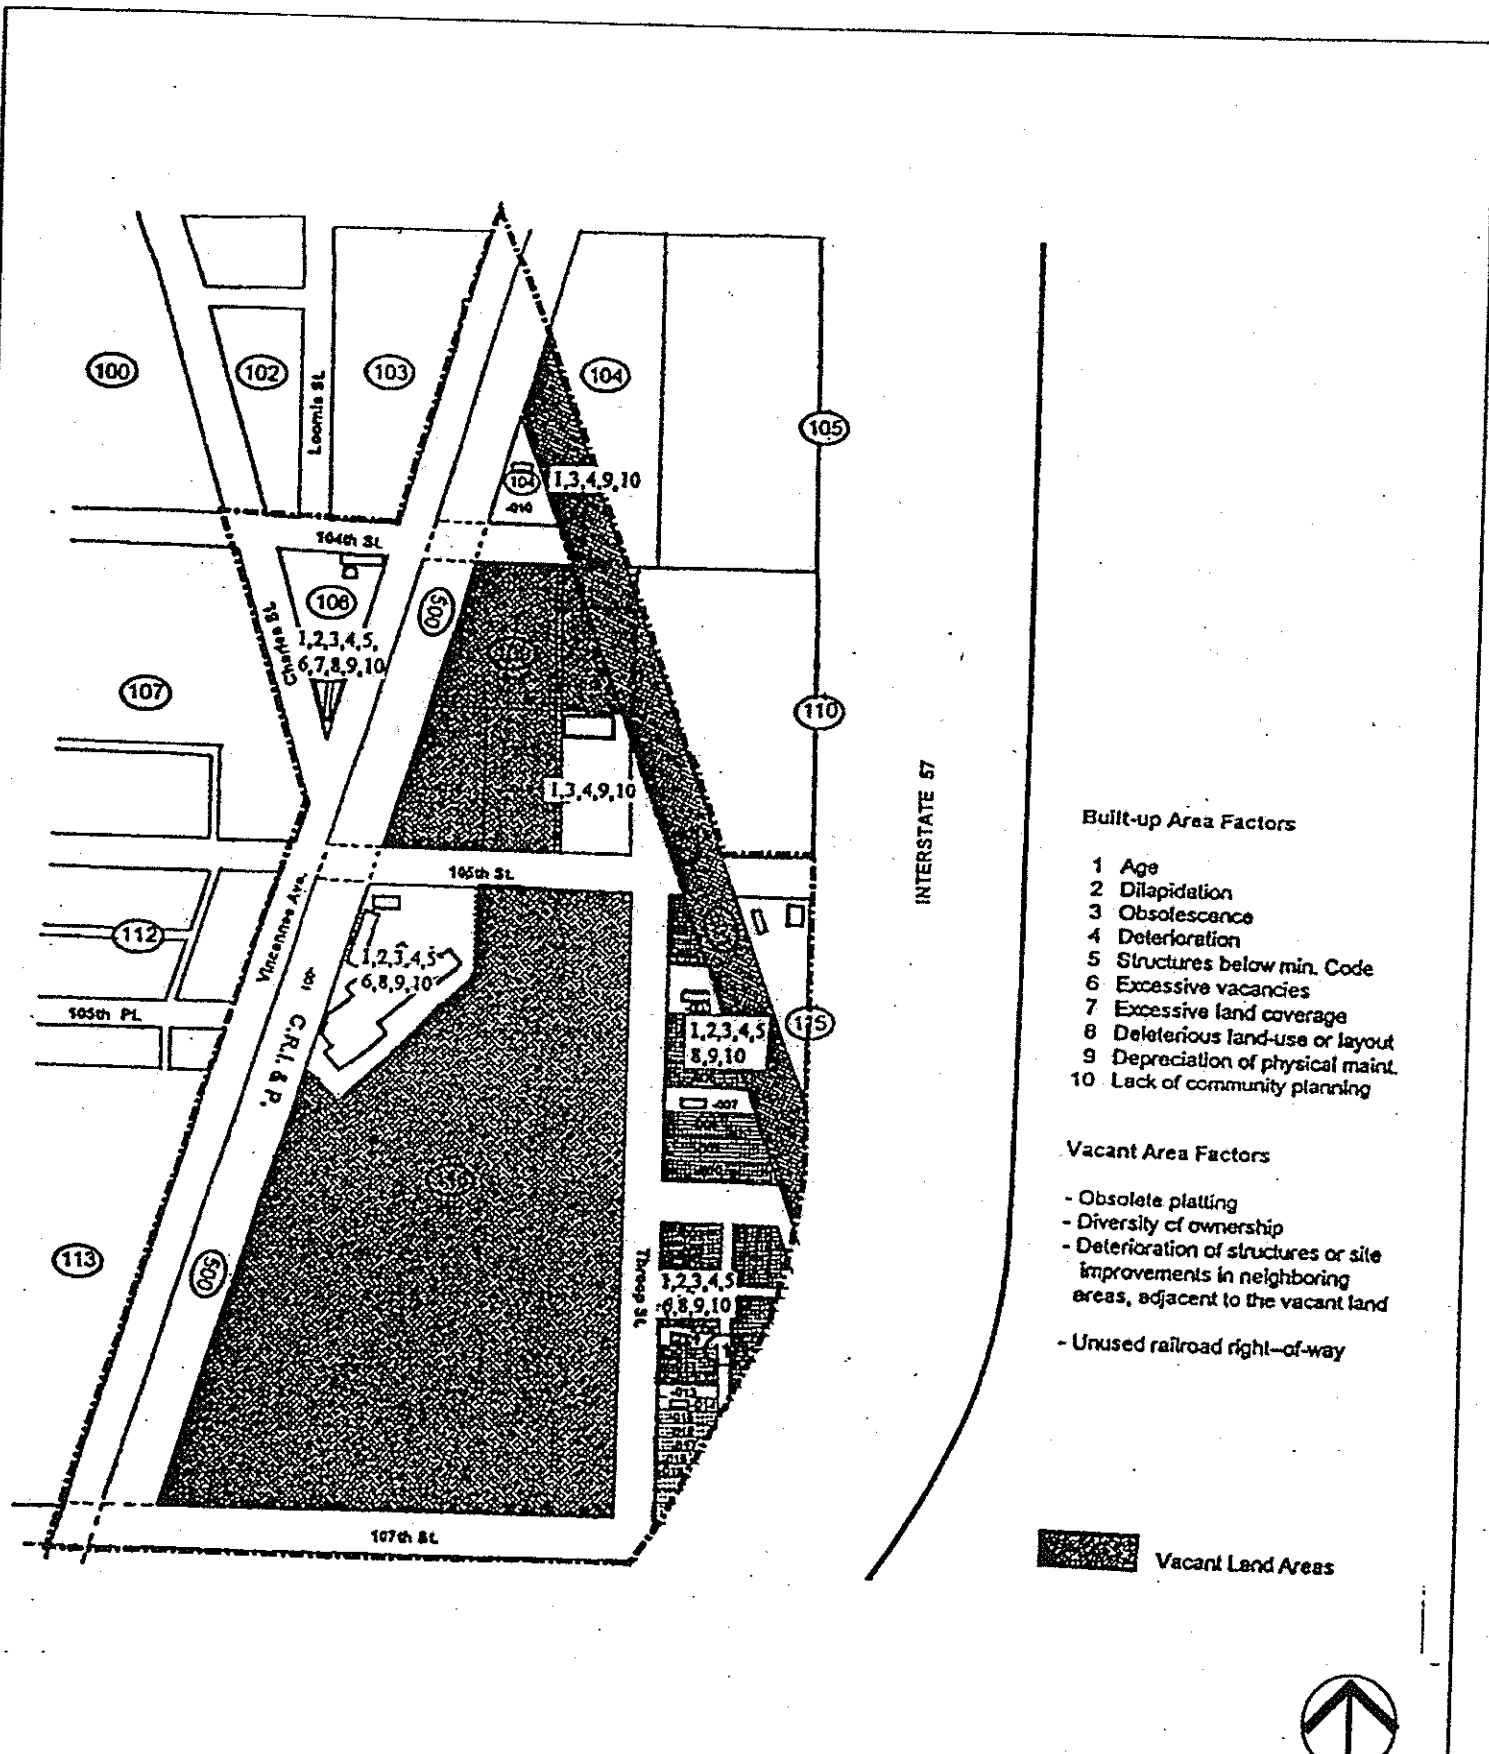 100
102
Loomis St.
103
104
105
104
-010
1,3,4,9,10
104th St.
106
1,2,3,4,5,
6,7,8,9,10
Charles St.
500
107
110
1,3,4,9,10
INTERSTATE 57
105th St.
Vincennes Ave.
112
1,2,3,4,5
6,8,9,10
100'
C.R.I. & P.
105th PL.
115
1,2,3,4,5
8,9,10
-007
113
500
Throop St.
1,2,3,4,5
6,8,9,10
-013
107th St.
Built-up Area Factors
1 Age
2 Dilapidation
3 Obsolescence
4 Deterioration
5 Structures below min. Code
6 Excessive vacancies
7 Excessive land coverage
8 Deleterious land-use or layout
9 Depreciation of physical maint.
10 Lack of community planning
Vacant Area Factors
- Obsolete platting
- Diversity of ownership
- Deterioration of structures or site
improvements in neighboring
areas, adjacent to the vacant land
- Unused railroad right-of-way
Vacant Land Areas